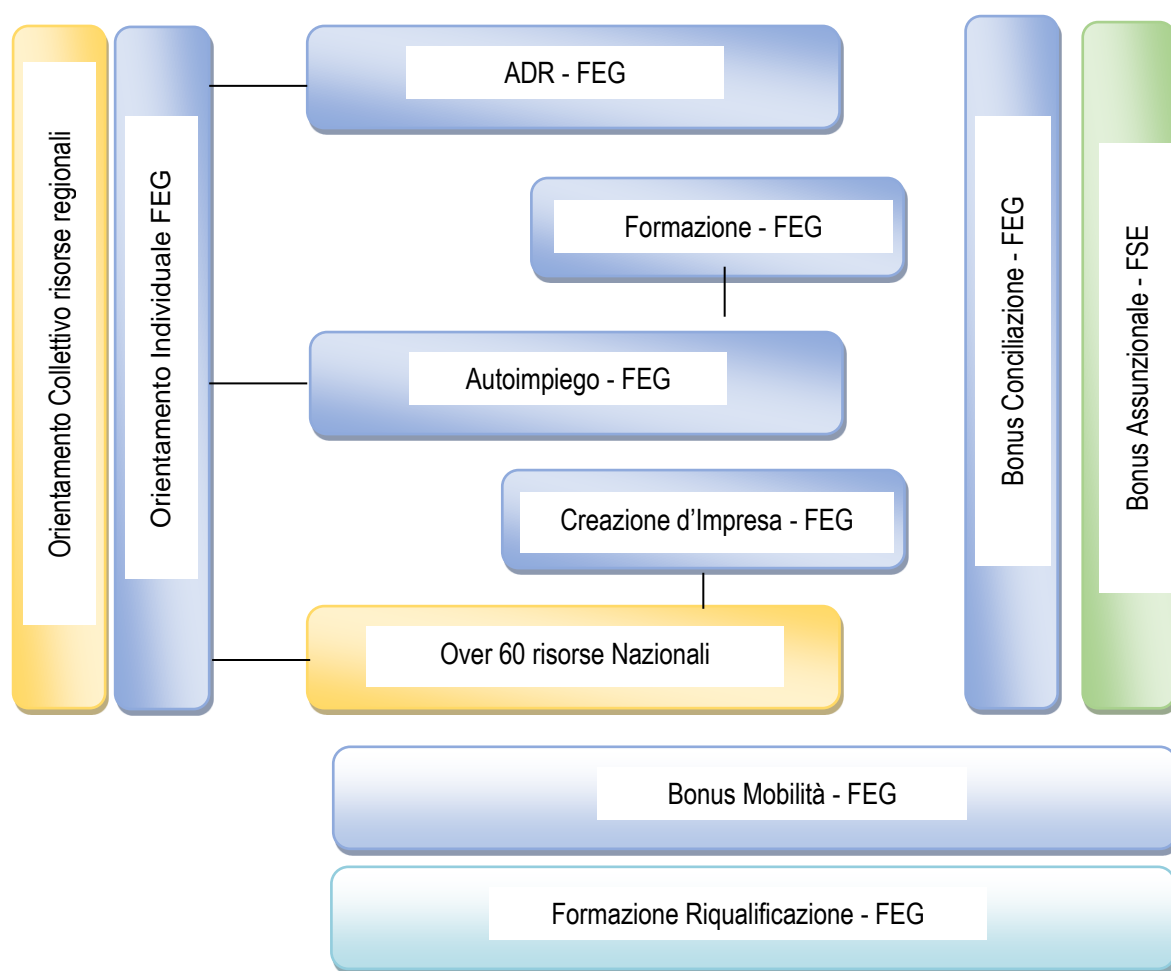 Orientamento Collettivo risorse regionali
Orientamento Individuale FEG
ADR - FEG
Formazione - FEG
Autoimpiego - FEG
Creazione d’Impresa - FEG
Over 60 risorse Nazionali
Bonus Conciliazione - FEG
Bonus Assunzionale - FSE
Bonus Mobilità - FEG
Formazione Riqualificazione - FEG